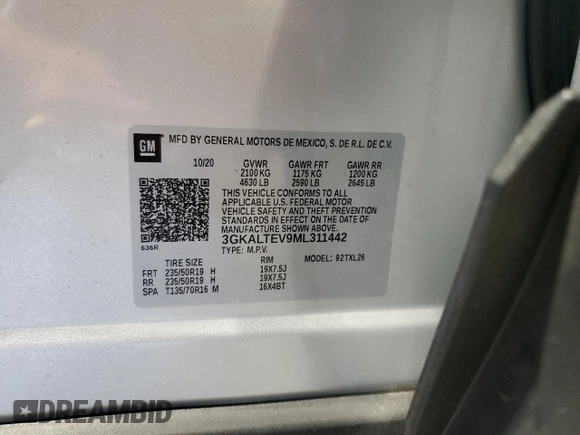 GM
MFD BY GENERAL MOTORS DE MEXICO, S. DE R.L. DE C.V.
10/20 GVWR GAWR FRT GAWR RR
2100 KG 1175 KG 1200 KG
4630 LB 2590 LB 2645 LB
THIS VEHICLE CONFORMS TO ALL
APPLICABLE U.S. FEDERAL MOTOR
VEHICLE SAFETY AND THEFT PREVENTION
STANDARDS IN EFFECT ON THE DATE OF
MANUFACTURE SHOWN ABOVE.
636R
3GKALTEV9ML311442
TYPE: M.P.V. MODEL: 92TXL26
TIRE SIZE RIM
FRT 235/50R19 H 19X7.5J
RR 235/50R19 H 19X7.5J
SPA T135/70R16 M 16X4BT
DREAMBID